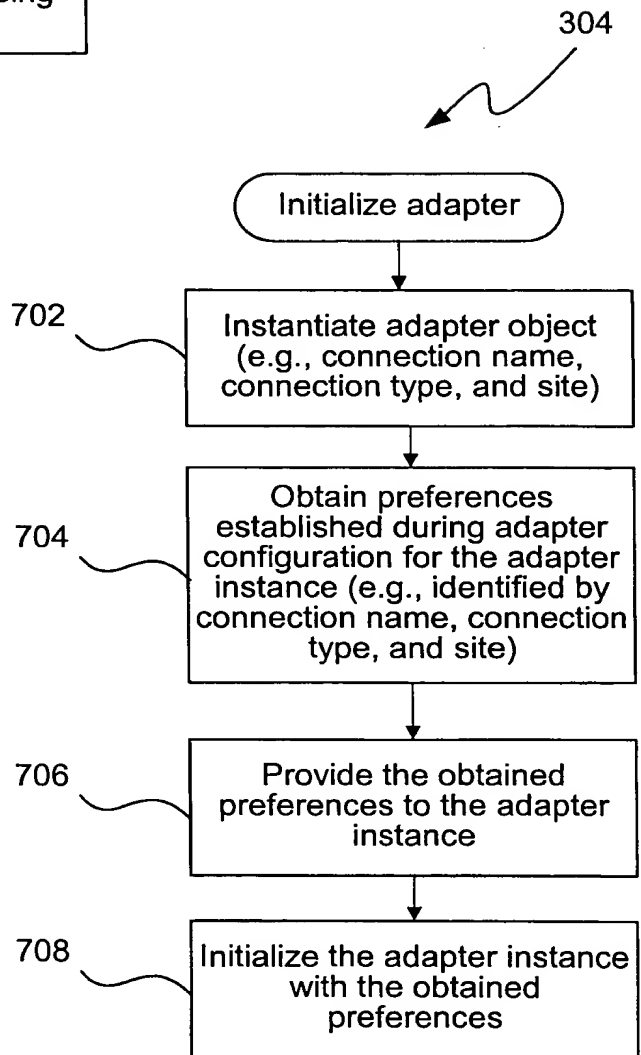 304
Initialize adapter
702
Instantiate adapter object
(e.g., connection name,
connection type, and site)
704
Obtain preferences
established during adapter
configuration for the adapter
instance (e.g., identified by
connection name, connection
type, and site)
706
Provide the obtained
preferences to the adapter
instance
708
Initialize the adapter instance
with the obtained
preferences